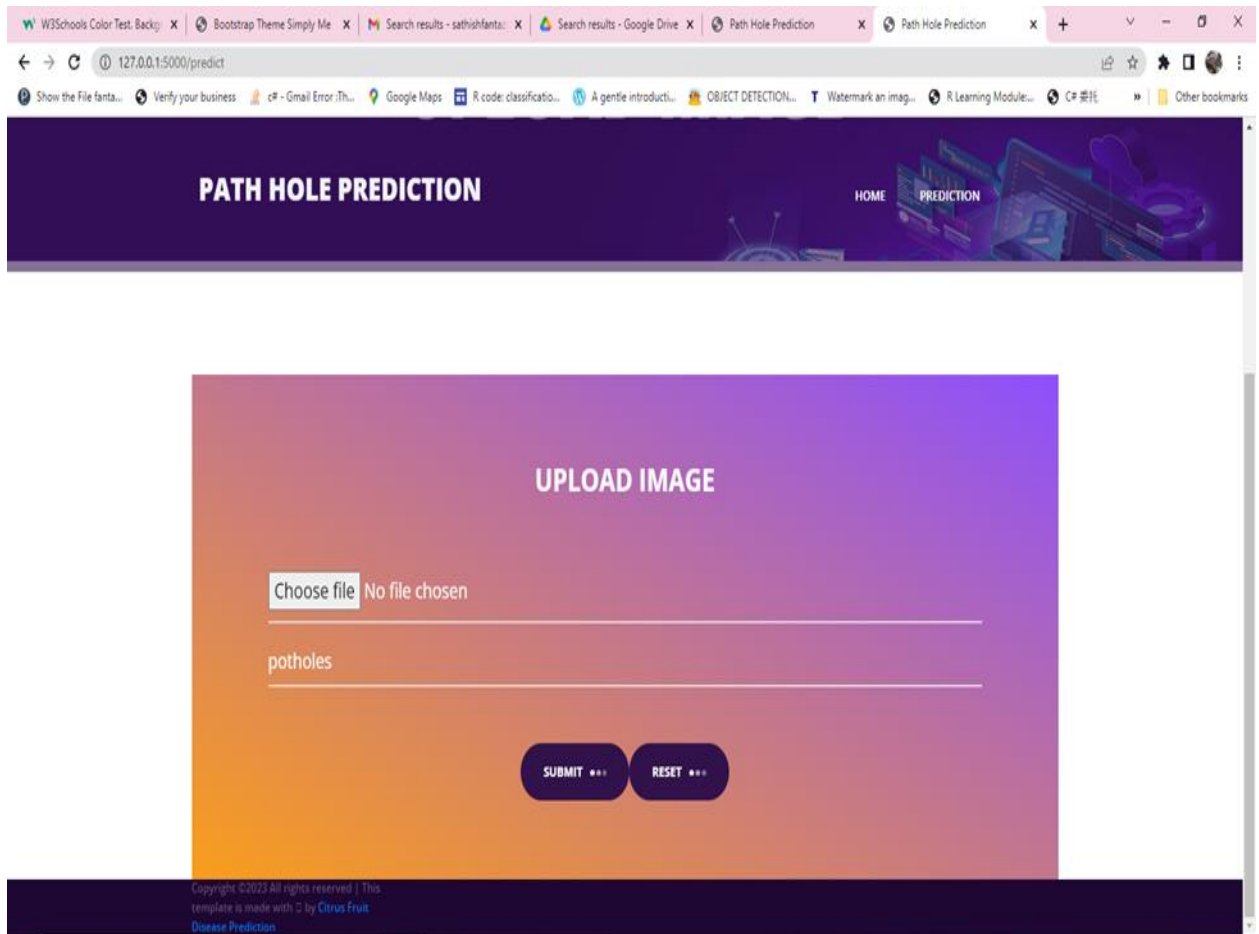 W3Schools Color Test. Backg
Bootstrap Theme Simply Me
Search results - sathishfanta
Search results - Google Drive
Path Hole Prediction
Path Hole Prediction
127.0.0.1:5000/predict
Show the File fanta...
Verify your business
c# - Gmail Error :Th...
Google Maps
R code: classificatio...
A gentle introducti...
OBJECT DETECTION...
Watermark an imag...
R Learning Module:...
C# 委托
»
Other bookmarks
UPLOAD IMAGE
PATH HOLE PREDICTION
HOME
PREDICTION
UPLOAD IMAGE
Choose file No file chosen
potholes
SUBMIT
RESET
Copyright ©2023 All rights reserved | This
template is made with by Citrus Fruit
Disease Prediction